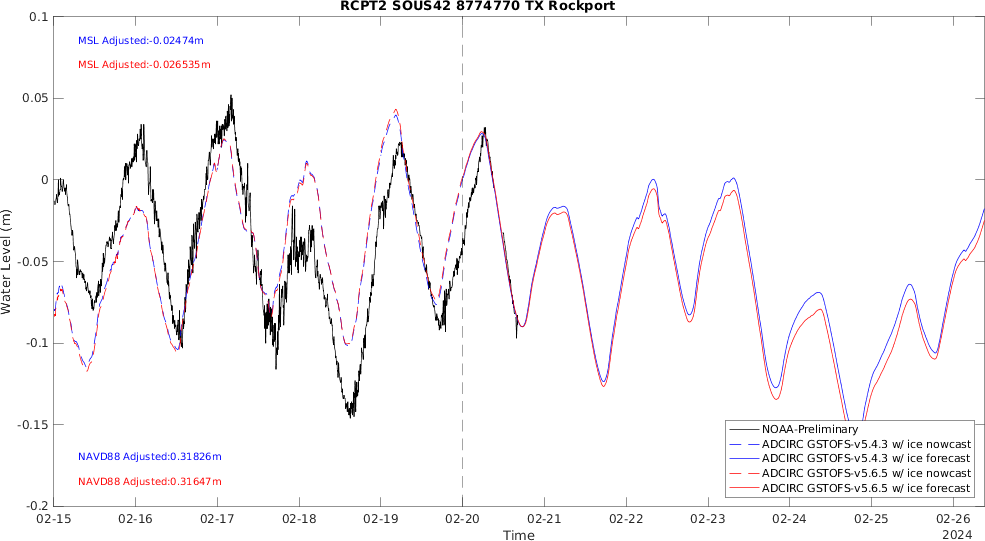 RCPT2 SOUS42 8774770 TX Rockport
0.1
MSL Adjusted:-0.02474m
MSL Adjusted:-0.026535m
0.05
0
-0.05
-0.1
-0.15
-0.2
Water Level (m)
NAVD88 Adjusted:0.31826m
NAVD88 Adjusted:0.31647m
NOAA-Preliminary
ADCIRC GSTOFS-v5.4.3 w/ ice nowcast
ADCIRC GSTOFS-v5.4.3 w/ ice forecast
ADCIRC GSTOFS-v5.6.5 w/ ice nowcast
ADCIRC GSTOFS-v5.6.5 w/ ice forecast
02-15 02-16 02-17 02-18 02-19 02-20 02-21 02-22 02-23 02-24 02-25 02-26
Time
2024